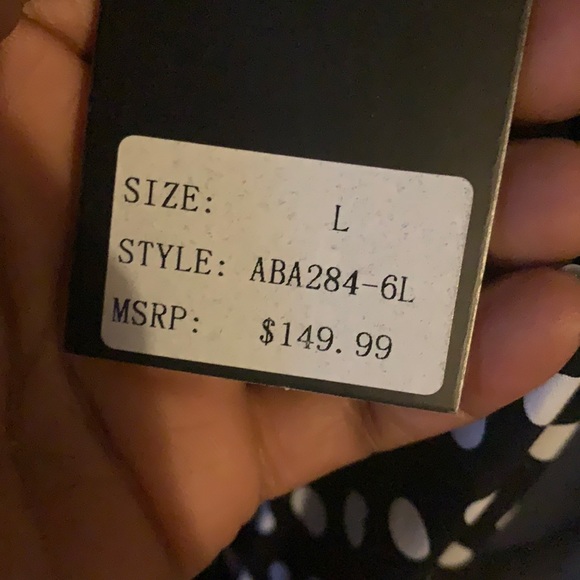 SIZE: L
STYLE: ABA284-6L
MSRP: $149.99